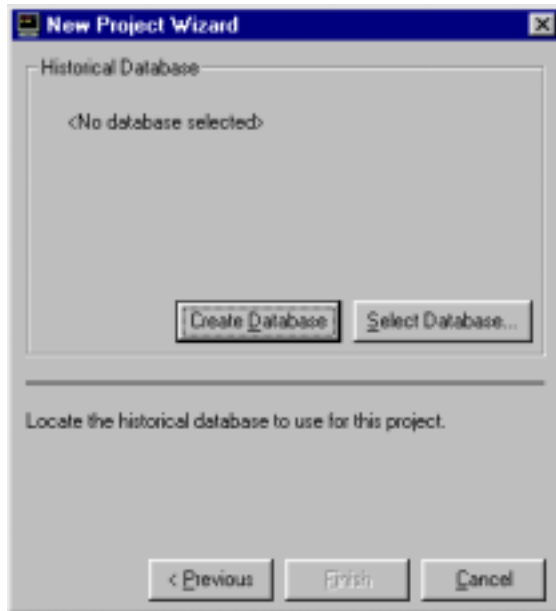 New Project Wizard
Historical Database
<No database selected>
Create Database
Select Database...
Locate the historical database to use for this project.
< Previous
Finish
Cancel